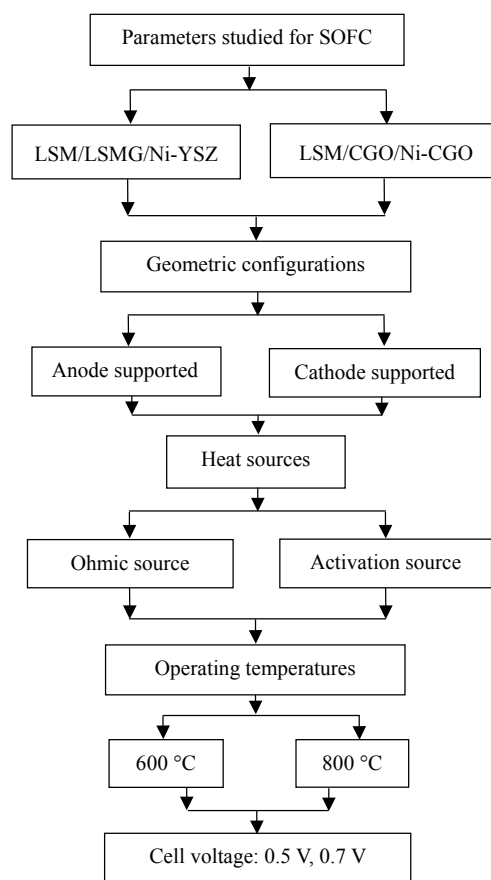 Parameters studied for SOFC
LSM/LSMG/Ni-YSZ
LSM/CGO/Ni-CGO
Geometric configurations
Anode supported
Cathode supported
Heat sources
Ohmic source
Activation source
Operating temperatures
600 °C
800 °C
Cell voltage: 0.5 V, 0.7 V